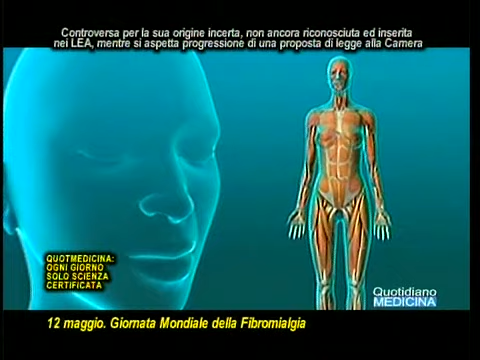 Controversa per la sua origine incerta, non ancora riconosciuta ed inserita
nei LEA, mentre si aspetta progressione di una proposta di legge alla Camera
QUOTMEDICINA:
OGNI GIORNO
SOLO SCIENZA
CERTIFICATA
Quotidiano
MEDICINA
12 maggio. Giornata Mondiale della Fibromialgia